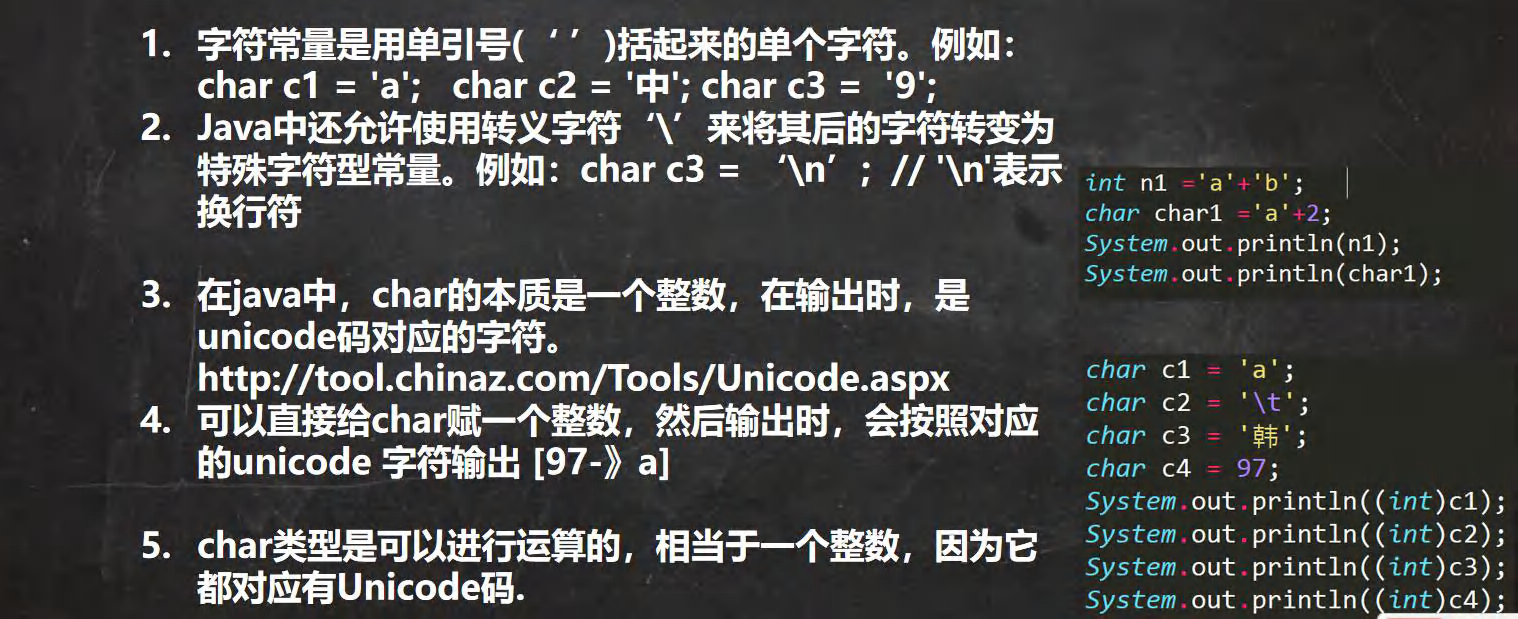 1. 字符常量是用单引号(‘ ’)括起来的单个字符。例如：
char c1 = 'a'; char c2 = '中'; char c3 = '9';
2. Java中还允许使用转义字符‘\’来将其后的字符转变为
特殊字符型常量。例如：char c3 = ‘\n’; // '\n'表示
换行符
3. 在java中，char的本质是一个整数，在输出时，是
unicode码对应的字符。
http://tool.chinaz.com/Tools/Unicode.aspx
4. 可以直接给char赋一个整数，然后输出时，会按照对应
的unicode 字符输出 [97-》a]
5. char类型是可以进行运算的，相当于一个整数，因为它
都对应有Unicode码.
int n1 ='a'+'b';
char char1 ='a'+2;
System.out.println(n1);
System.out.println(char1);
char c1 = 'a';
char c2 = '\t';
char c3 = '韩';
char c4 = 97;
System.out.println((int)c1);
System.out.println((int)c2);
System.out.println((int)c3);
System.out.println((int)c4);